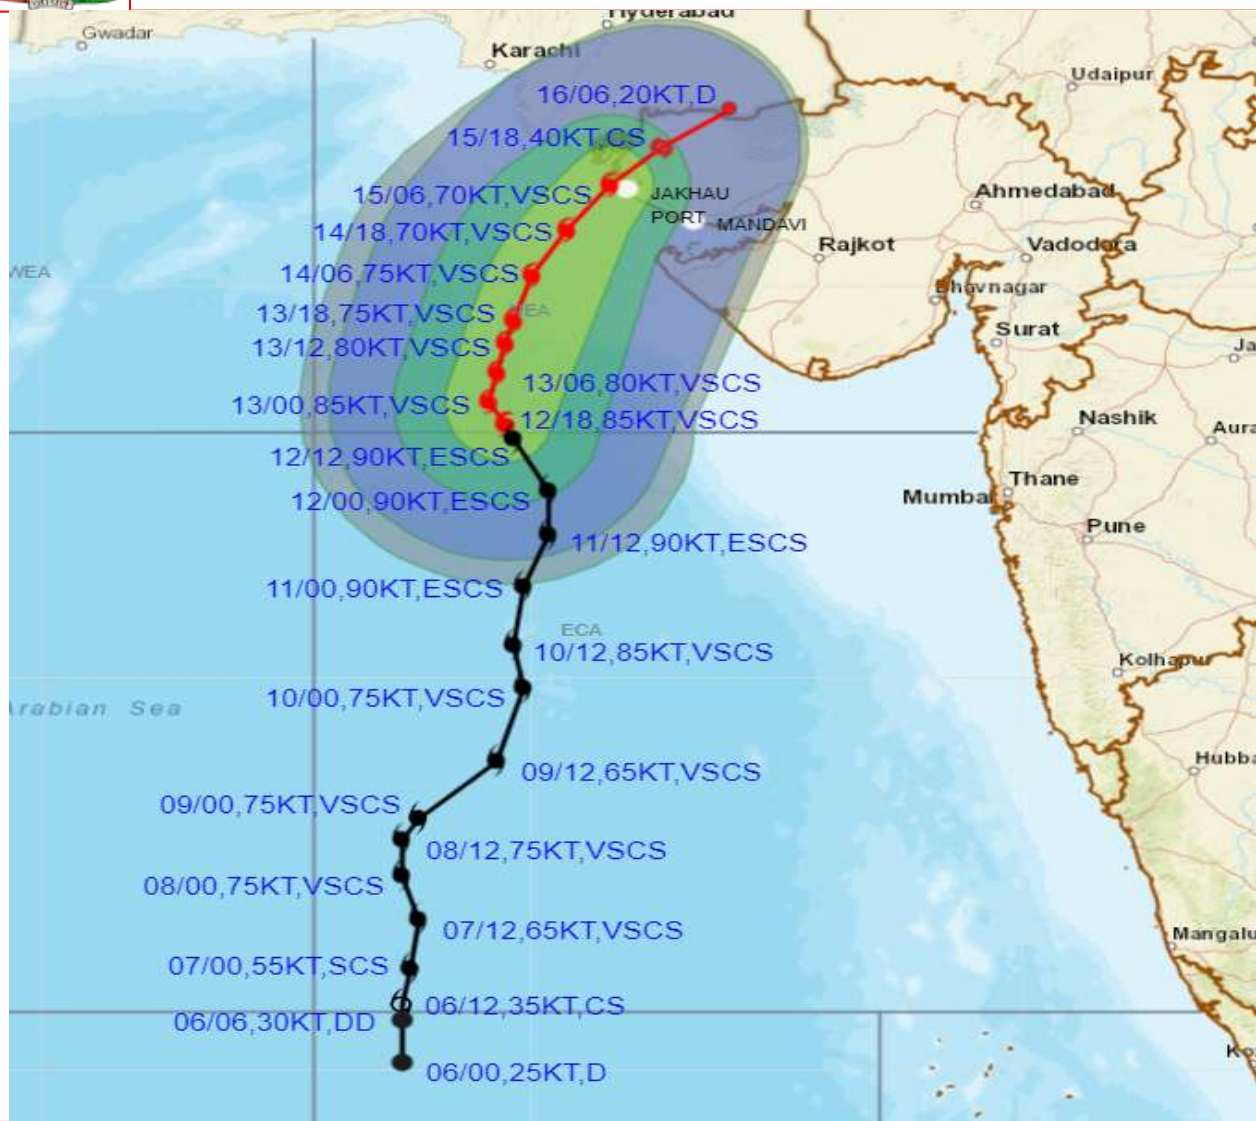 Hyderabad
Gwadar
Karachi
Udaipur
16/06,20KT,D
15/18,40KT,CS
15/06,70KT,VSCS
JAKHAU
PORT
MANDAVI
Ahmedabad
14/18,70KT,VSCS
Rajkot
Vadodora
14/06,75KT,VSCS
WEA
Bhavnagar
13/18,75KT,VSCS
NEA
Surat
13/12,80KT,VSCS
Ja
13/06,80KT,VSCS
13/00,85KT,VSCS
12/18,85KT,VSCS
Nashik
Aura
12/12,90KT,ESCS
Thane
12/00,90KT,ESCS
Mumbai
Pune
11/12,90KT,ESCS
11/00,90KT,ESCS
ECA
10/12,85KT,VSCS
Kolhapur
10/00,75KT,VSCS
Arabian Sea
Hubba
09/12,65KT,VSCS
09/00,75KT,VSCS
08/12,75KT,VSCS
08/00,75KT,VSCS
07/12,65KT,VSCS
Mangalu
07/00,55KT,SCS
06/12,35KT,CS
06/06,30KT,DD
Ko
06/00,25KT,D